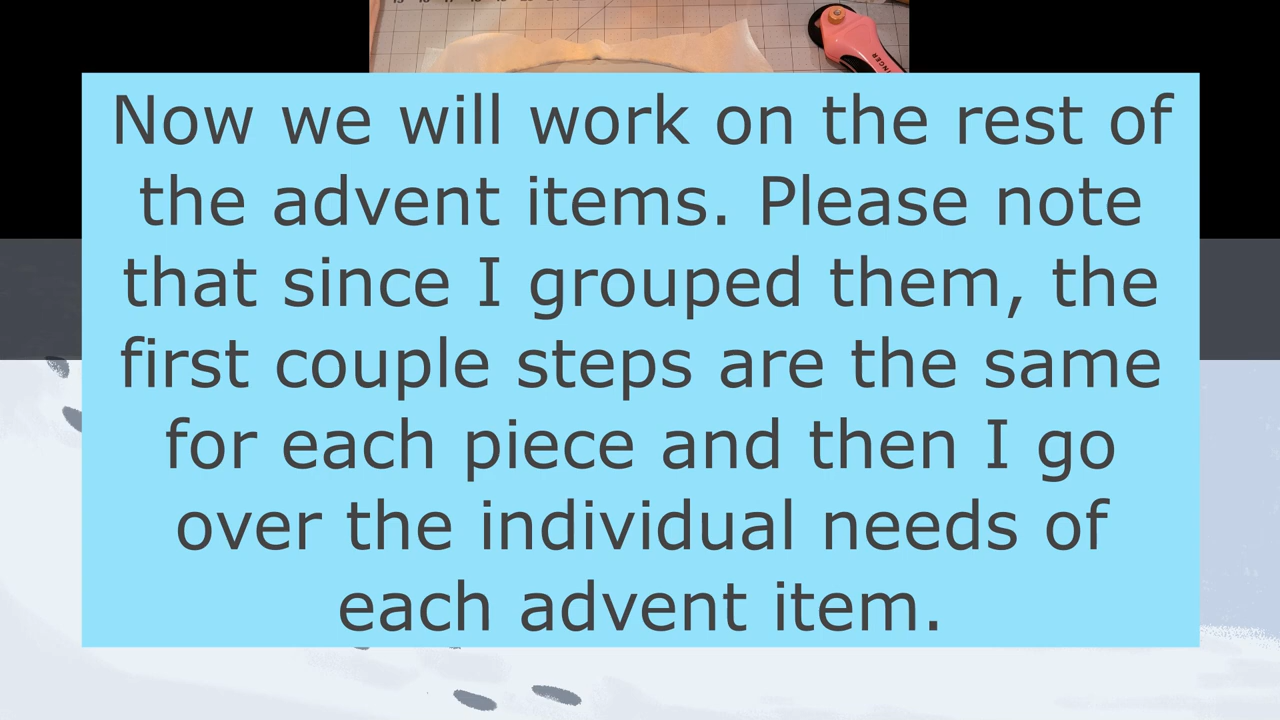 Now we will work on the rest of
the advent items. Please note
that since I grouped them, the
first couple steps are the same
for each piece and then I go
over the individual needs of
each advent item.